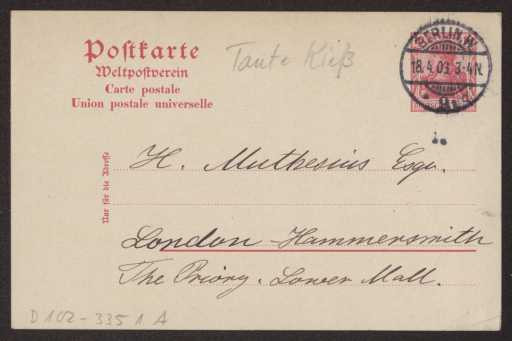 Postkarte
Weltpostverein
Carte postale
Union postale universelle
Tante Kieß
BERLIN.W.
18.4.03. 3-4N.
Nur für die Adresse
H. Muthesius Esqu.
London Hammersmith
The Priory. Lower Mall.
D 102-335 1 A